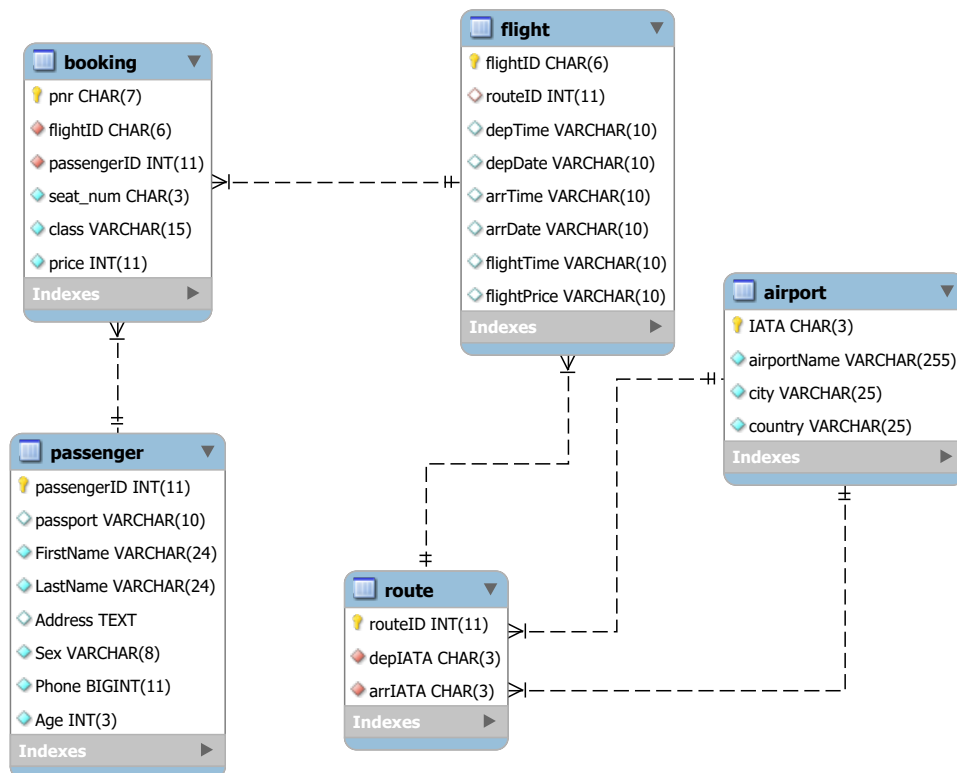 booking
pnr CHAR(7)
flightID CHAR(6)
passengerID INT(11)
seat_num CHAR(3)
class VARCHAR(15)
price INT(11)
Indexes
flight
flightID CHAR(6)
routeID INT(11)
depTime VARCHAR(10)
depDate VARCHAR(10)
arrTime VARCHAR(10)
arrDate VARCHAR(10)
flightTime VARCHAR(10)
flightPrice VARCHAR(10)
Indexes
airport
IATA CHAR(3)
airportName VARCHAR(255)
city VARCHAR(25)
country VARCHAR(25)
Indexes
passenger
passengerID INT(11)
passport VARCHAR(10)
FirstName VARCHAR(24)
LastName VARCHAR(24)
Address TEXT
Sex VARCHAR(8)
Phone BIGINT(11)
Age INT(3)
Indexes
route
routeID INT(11)
depIATA CHAR(3)
arrIATA CHAR(3)
Indexes